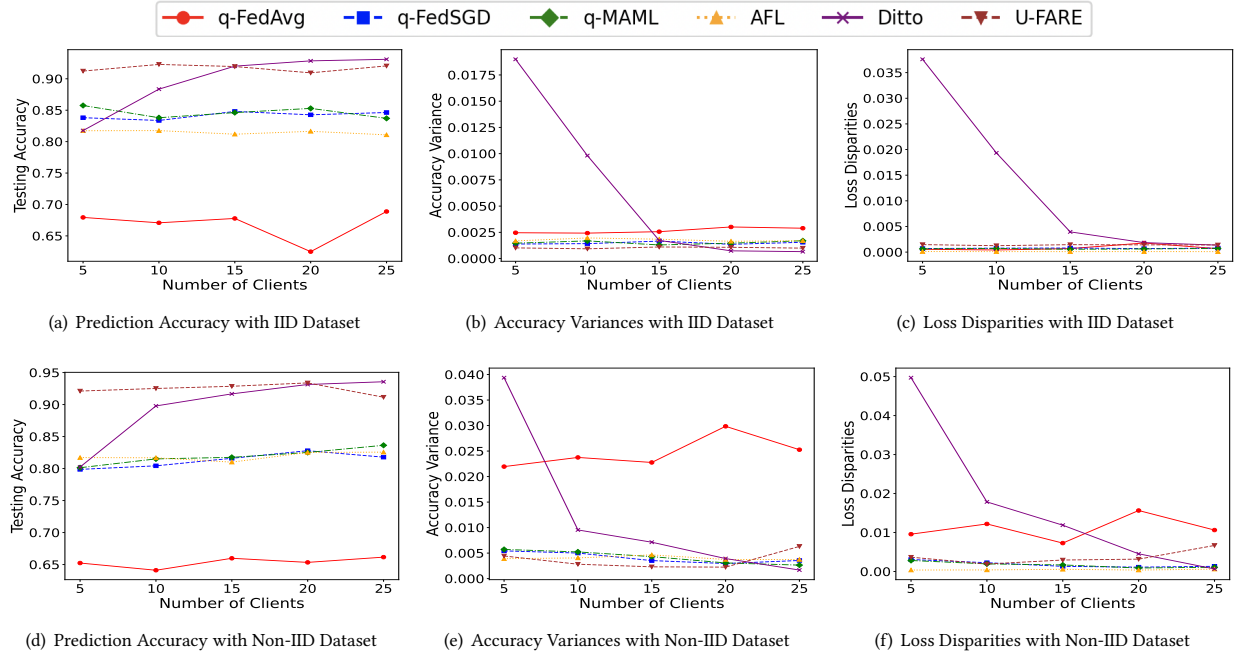 q-FedAvg q-FedSGD q-MAML AFL Ditto U-FARE
Testing Accuracy
0.90
0.85
0.80
0.75
0.70
0.65
5 10 15 20 25
Number of Clients
(a) Prediction Accuracy with IID Dataset
Accuracy Variance
0.0175
0.0150
0.0125
0.0100
0.0075
0.0050
0.0025
0.0000
5 10 15 20 25
Number of Clients
(b) Accuracy Variances with IID Dataset
Loss Disparities
0.035
0.030
0.025
0.020
0.015
0.010
0.005
0.000
5 10 15 20 25
Number of Clients
(c) Loss Disparities with IID Dataset
Testing Accuracy
0.95
0.90
0.85
0.80
0.75
0.70
0.65
5 10 15 20 25
Number of Clients
(d) Prediction Accuracy with Non-IID Dataset
Accuracy Variance
0.040
0.035
0.030
0.025
0.020
0.015
0.010
0.005
0.000
5 10 15 20 25
Number of Clients
(e) Accuracy Variances with Non-IID Dataset
Loss Disparities
0.05
0.04
0.03
0.02
0.01
0.00
5 10 15 20 25
Number of Clients
(f) Loss Disparities with Non-IID Dataset